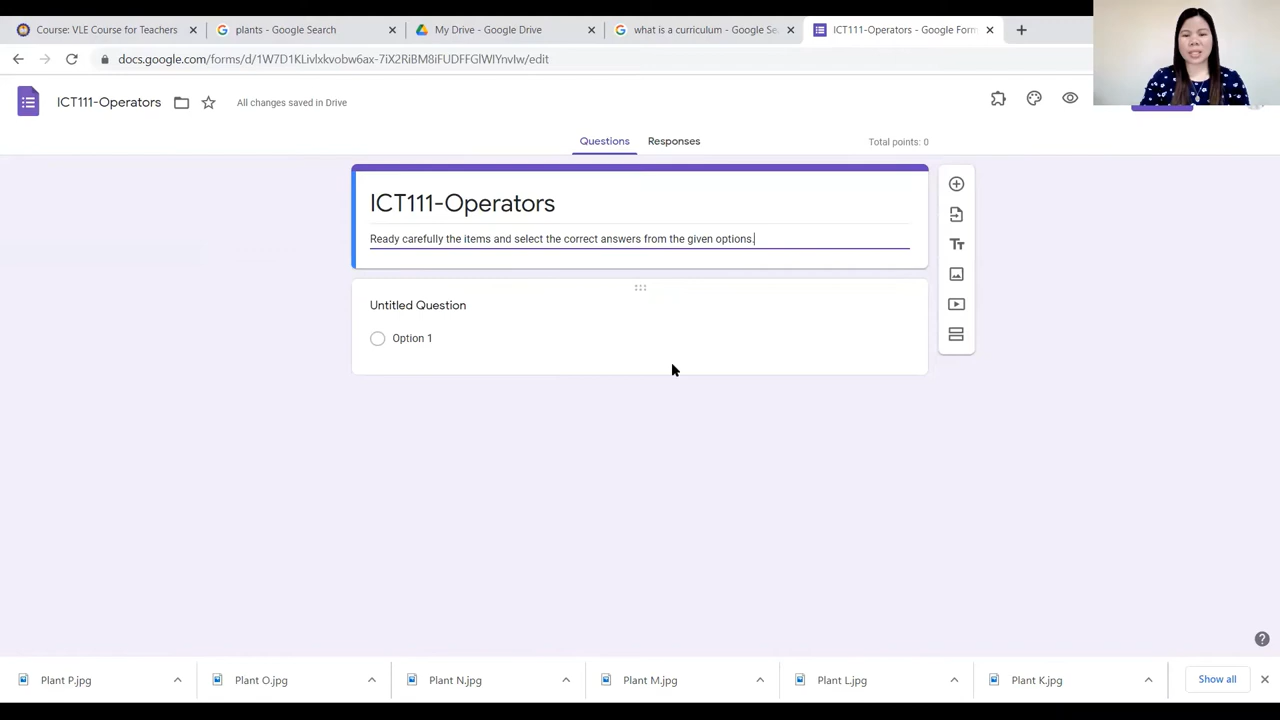 Course: VLE Course for Teachers
plants - Google Search
My Drive - Google Drive
what is a curriculum - Google Se
ICT111-Operators - Google Form
docs.google.com/forms/d/
ICT111-Operators
All changes saved in Drive
Questions
Responses
Total points: 0
ICT111-Operators
Ready carefully the items and select the correct answers from the given options.
Untitled Question
Option 1
Plant P.jpg
Plant O.jpg
Plant N.jpg
Plant M.jpg
Plant L.jpg
Plant K.jpg
Show all